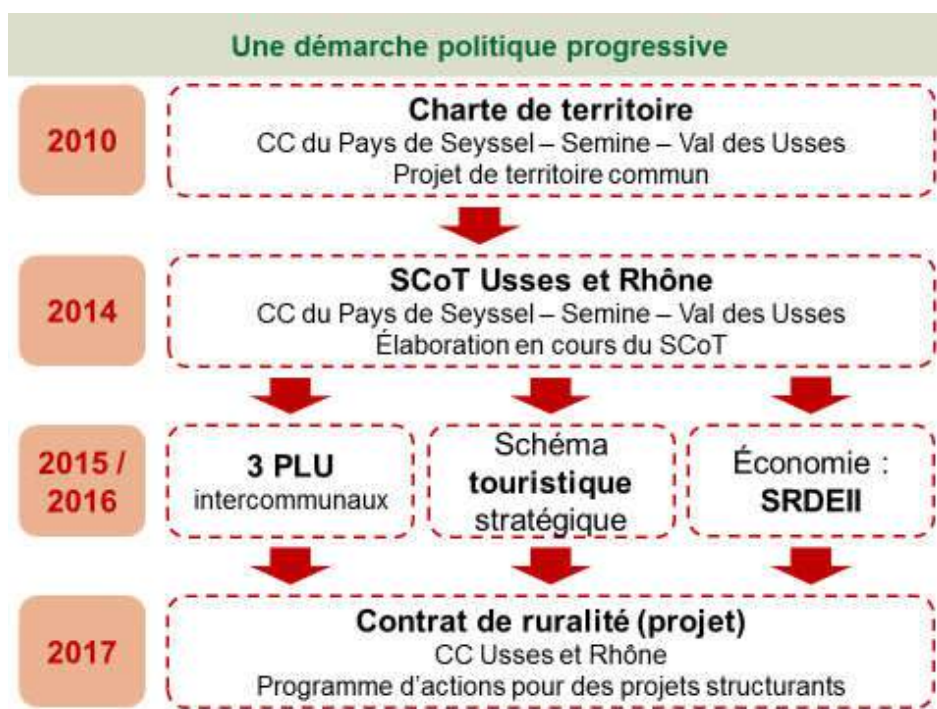 Une démarche politique progressive
2010
Charte de territoire
CC du Pays de Seyssel – Semine – Val des Usses
Projet de territoire commun
2014
SCoT Usses et Rhône
CC du Pays de Seyssel – Semine – Val des Usses
Élaboration en cours du SCoT
2015 /
2016
3 PLU
intercommunaux
Schéma
touristique
stratégique
Économie :
SRDEII
2017
Contrat de ruralité (projet)
CC Usses et Rhône
Programme d’actions pour des projets structurants